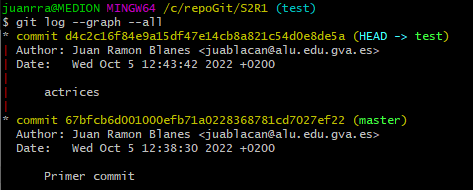 juanrra@MEDION MINGW64 /c/repoGit/S2R1 (test)
$ git log --graph --all
* commit d4c2c16f84e9a15df47e14cb8a821c54d0e8de5a (HEAD -> test)
| Author: Juan Ramon Blanes <juablacan@alu.edu.gva.es>
| Date:   Wed Oct 5 12:43:42 2022 +0200
|
|     actrices
|
* commit 67bfcb6d001000efb71a0228368781cd7027ef22 (master)
  Author: Juan Ramon Blanes <juablacan@alu.edu.gva.es>
  Date:   Wed Oct 5 12:38:30 2022 +0200

      Primer commit